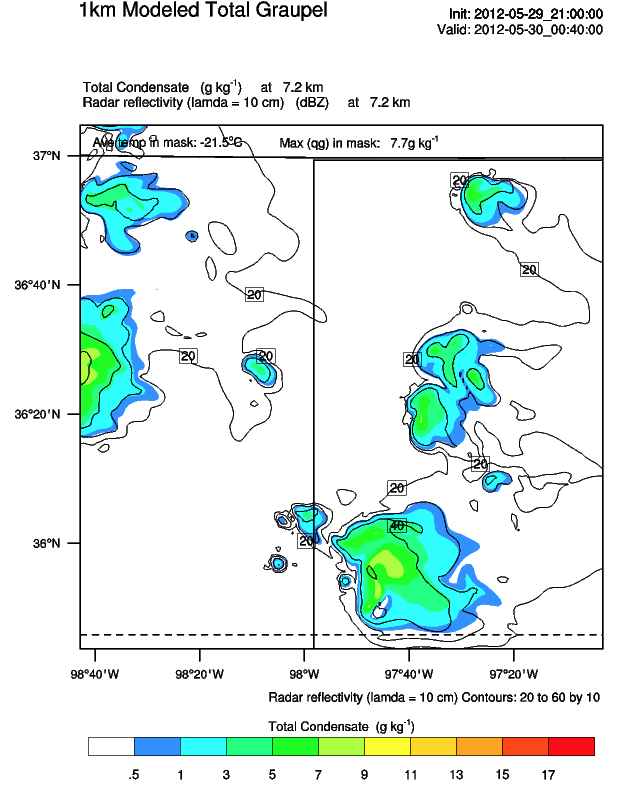 1km Modeled Total Graupel
Init: 2012-05-29_21:00:00
Valid: 2012-05-30_00:40:00
Total Condensate (g kg-1) at 7.2 km
Radar reflectivity (lamda = 10 cm) (dBZ) at 7.2 km
Ave temp in mask: -21.5°C Max (qg) in mask: 7.7g kg-1
37°N
20
36°40'N
20
20
20
20
20
36°20'N
20
20
40
36°N
20
98°40'W 98°20'W 98°W 97°40'W 97°20'W
Radar reflectivity (lamda = 10 cm) Contours: 20 to 60 by 10
Total Condensate (g kg-1)
.5 1 3 5 7 9 11 13 15 17